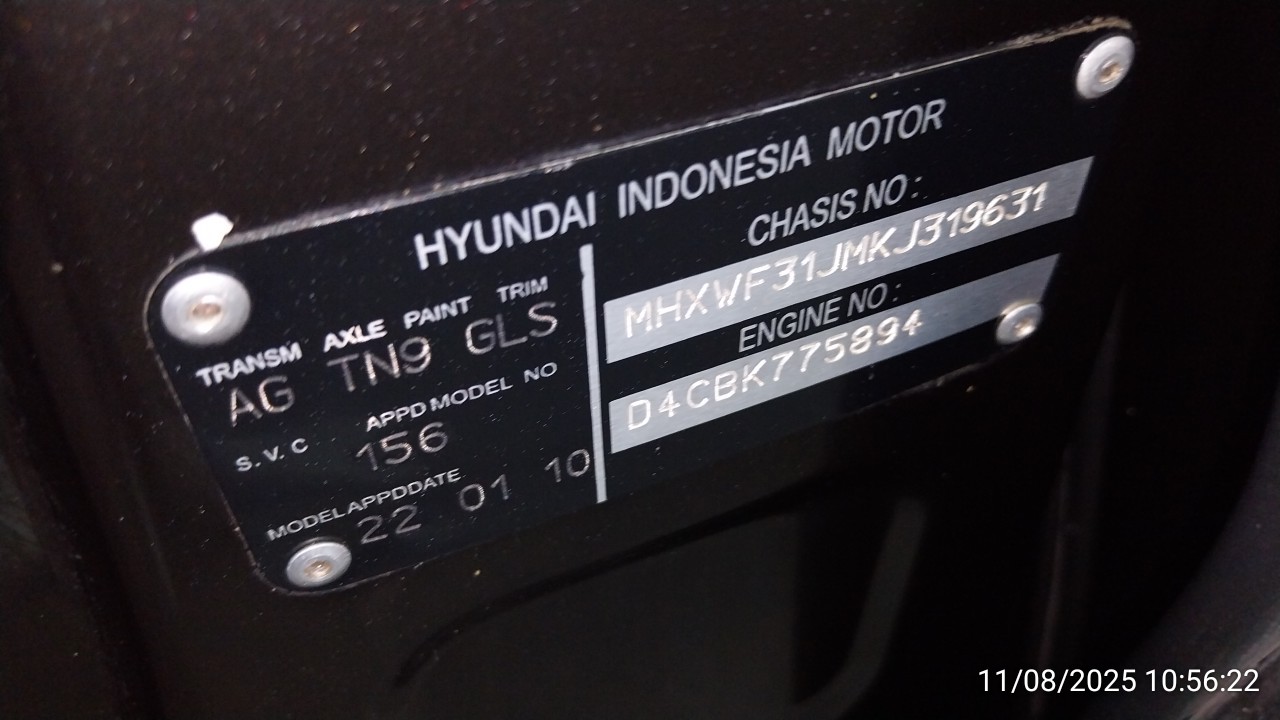 HYUNDAI INDONESIA MOTOR
TRANSM AXLE PAINT TRIM
AG TN9 GLS
S.V.C APPD MODEL NO
156
MODELAPPDDATE
22 01 10
CHASIS NO :
MHXWF31JMKJ319631
ENGINE NO :
D4CBK775894
11/08/2025 10:56:22